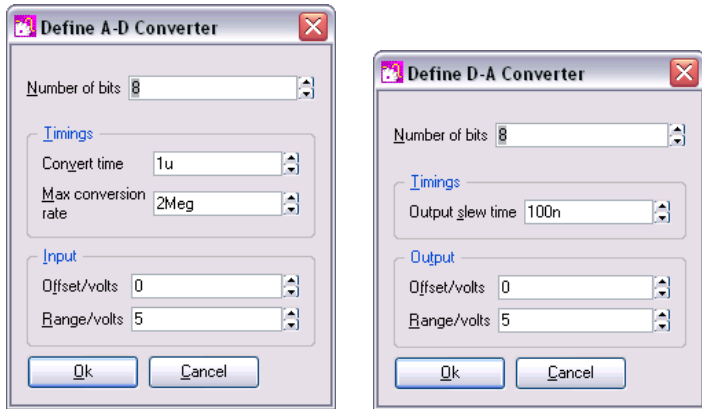 Define A-D Converter
Number of bits 8
Timings
Convert time 1u
Max conversion
rate 2Meg
Input
Offset/volts 0
Range/volts 5
Ok Cancel
Define D-A Converter
Number of bits 8
Timings
Output slew time 100n
Output
Offset/volts 0
Range/volts 5
Ok Cancel